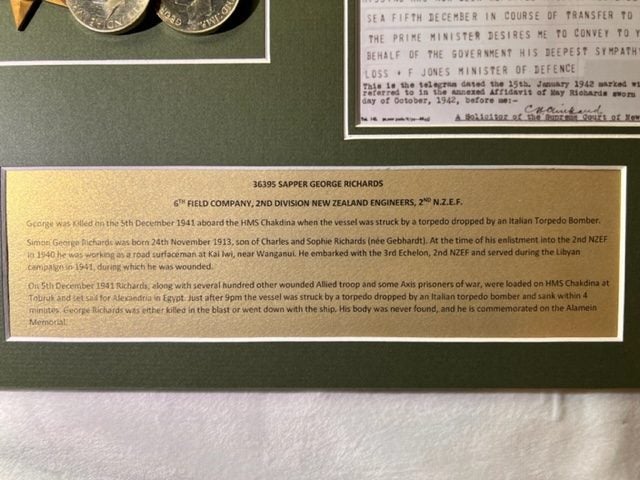 SEA FIFTH DECEMBER IN COURSE OF TRANSFER TO
THE PRIME MINISTER DESIRES ME TO CONVEY TO Y
BEHALF OF THE GOVERNMENT HIS DEEPEST SYMPATH
LOSS + F JONES MINISTER OF DEFENCE
This is the telegram dated the 15th. January 1942 marked wi
referred to in the annexed Affidavit of May Richards sworn
day of October, 1942, before me:-
A Solicitor of the Supreme Court of New
36395 SAPPER GEORGE RICHARDS
6TH FIELD COMPANY, 2ND DIVISION NEW ZEALAND ENGINEERS, 2ND N.Z.E.F.
George was Killed on the 5th December 1941 aboard the HMS Chakdina when the vessel was struck by a torpedo dropped by an Italian Torpedo Bomber.
Simon George Richards was born 24th November 1913, son of Charles and Sophie Richards (née Gebhardt). At the time of his enlistment into the 2nd NZEF
in 1940 he was working as a road surfaceman at Kai Iwi, near Wanganui. He embarked with the 3rd Echelon, 2nd NZEF and served during the Libyan
campaign in 1941, during which he was wounded.
On 5th December 1941 Richards, along with several hundred other wounded Allied troop and some Axis prisoners of war, were loaded on HMS Chakdina at
Tobruk and set sail for Alexandria in Egypt. Just after 9pm the vessel was struck by a torpedo dropped by an Italian torpedo bomber and sank within 4
minutes. George Richards was either killed in the blast or went down with the ship. His body was never found, and he is commemorated on the Alamein
Memorial.